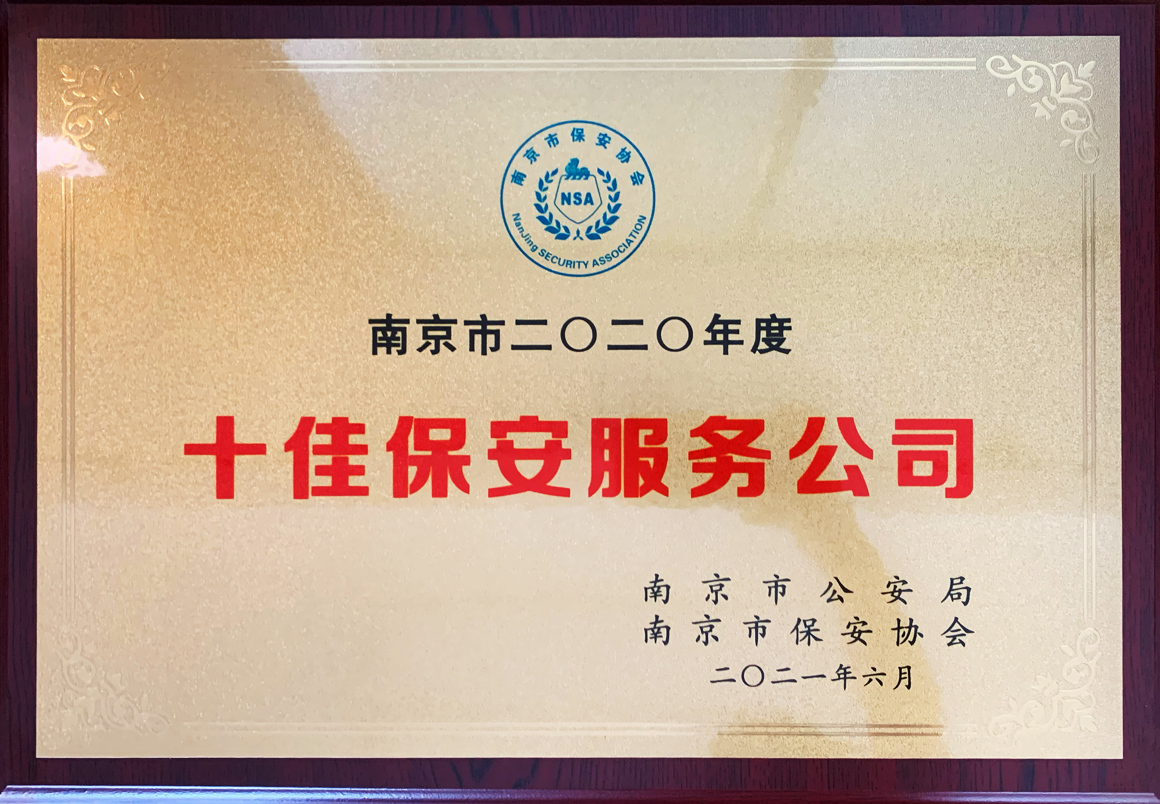 南京市保安协会
NSA
NanJing SECURITY ASSOCIATION
南京市二〇二〇年度
十佳保安服务公司
南京市公安局
南京市保安协会
二〇二一年六月